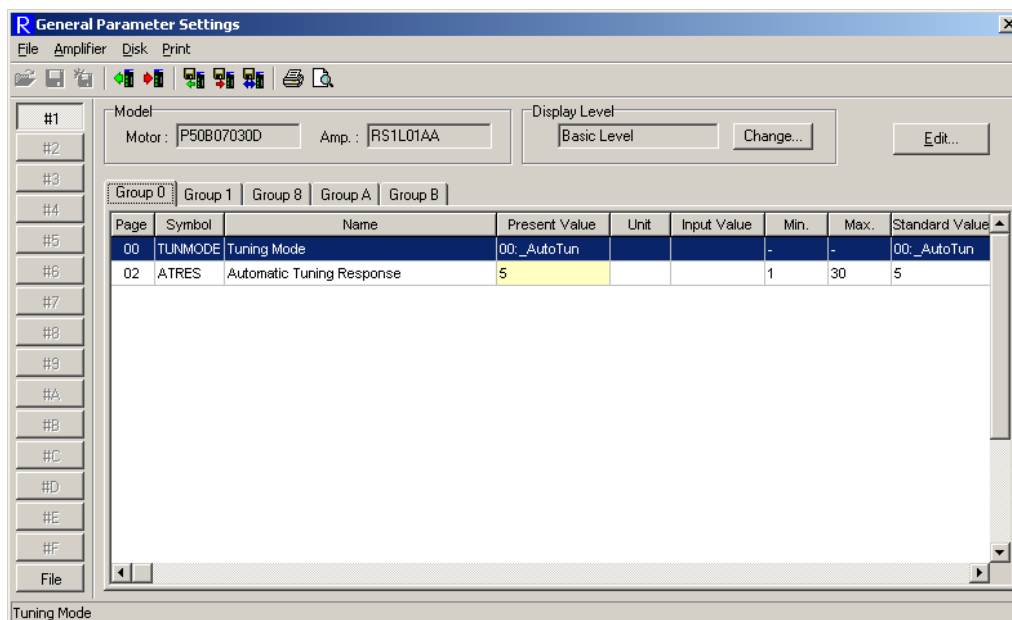 R General Parameter Settings
File Amplifier Disk Print
#1
#2
#3
#4
#5
#6
#7
#8
#9
#A
#B
#C
#D
#E
#F
File
Model
Motor : P50B07030D Amp. : RS1L01AA
Display Level
Basic Level Change...
Edit...
Group 0 Group 1 Group 8 Group A Group B
Page Symbol Name Present Value Unit Input Value Min. Max. Standard Value
00 TUNMODE Tuning Mode 00:_AutoTun - - 00:_AutoTun
02 ATRES Automatic Tuning Response 5 1 30 5
Tuning Mode